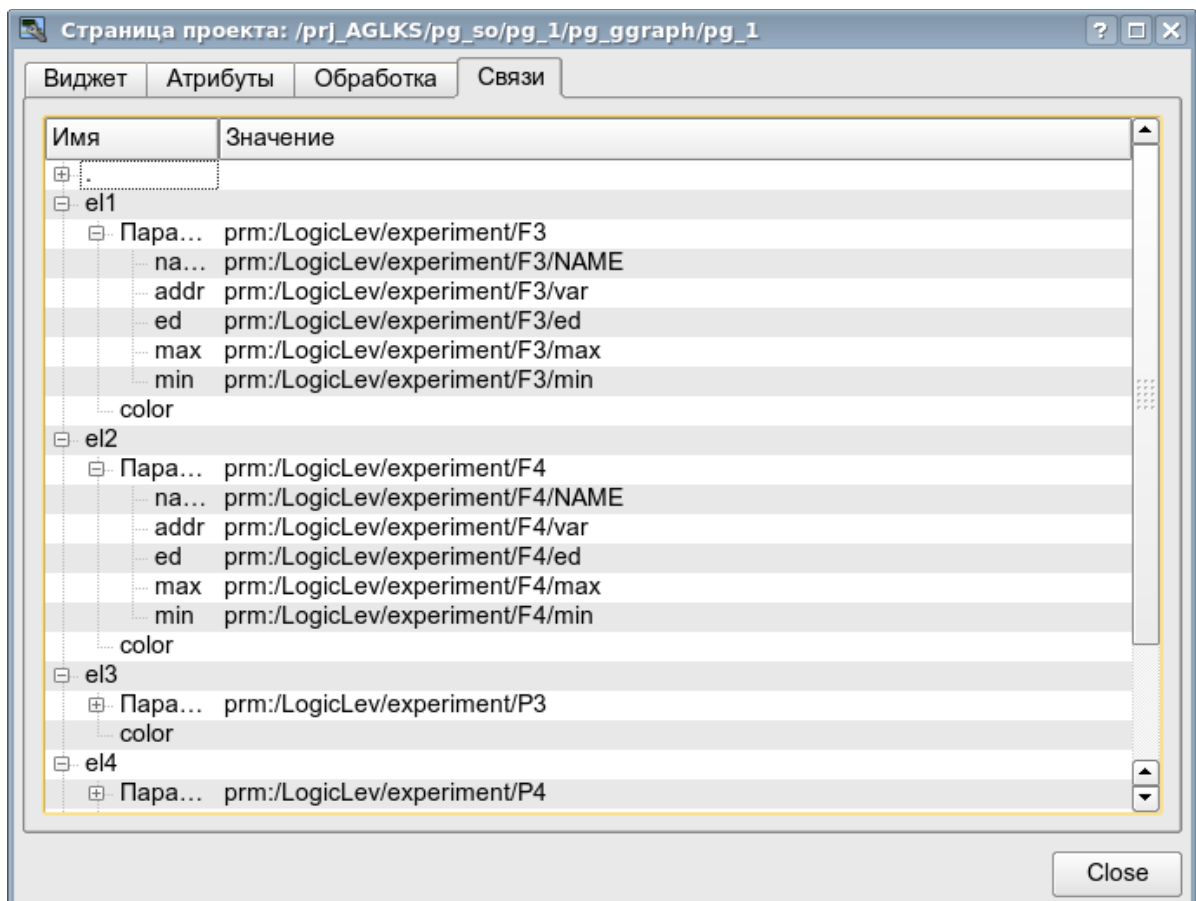 Страница проекта: /prj_AGLKS/pg_so/pg_1/pg_ggraph/pg_1
Виджет Атрибуты Обработка Связи
Имя Значение
.
el1
Пара... prm:/LogicLev/experiment/F3
na... prm:/LogicLev/experiment/F3/NAME
addr prm:/LogicLev/experiment/F3/var
ed prm:/LogicLev/experiment/F3/ed
max prm:/LogicLev/experiment/F3/max
min prm:/LogicLev/experiment/F3/min
color
el2
Пара... prm:/LogicLev/experiment/F4
na... prm:/LogicLev/experiment/F4/NAME
addr prm:/LogicLev/experiment/F4/var
ed prm:/LogicLev/experiment/F4/ed
max prm:/LogicLev/experiment/F4/max
min prm:/LogicLev/experiment/F4/min
color
el3
Пара... prm:/LogicLev/experiment/P3
color
el4
Пара... prm:/LogicLev/experiment/P4
Close